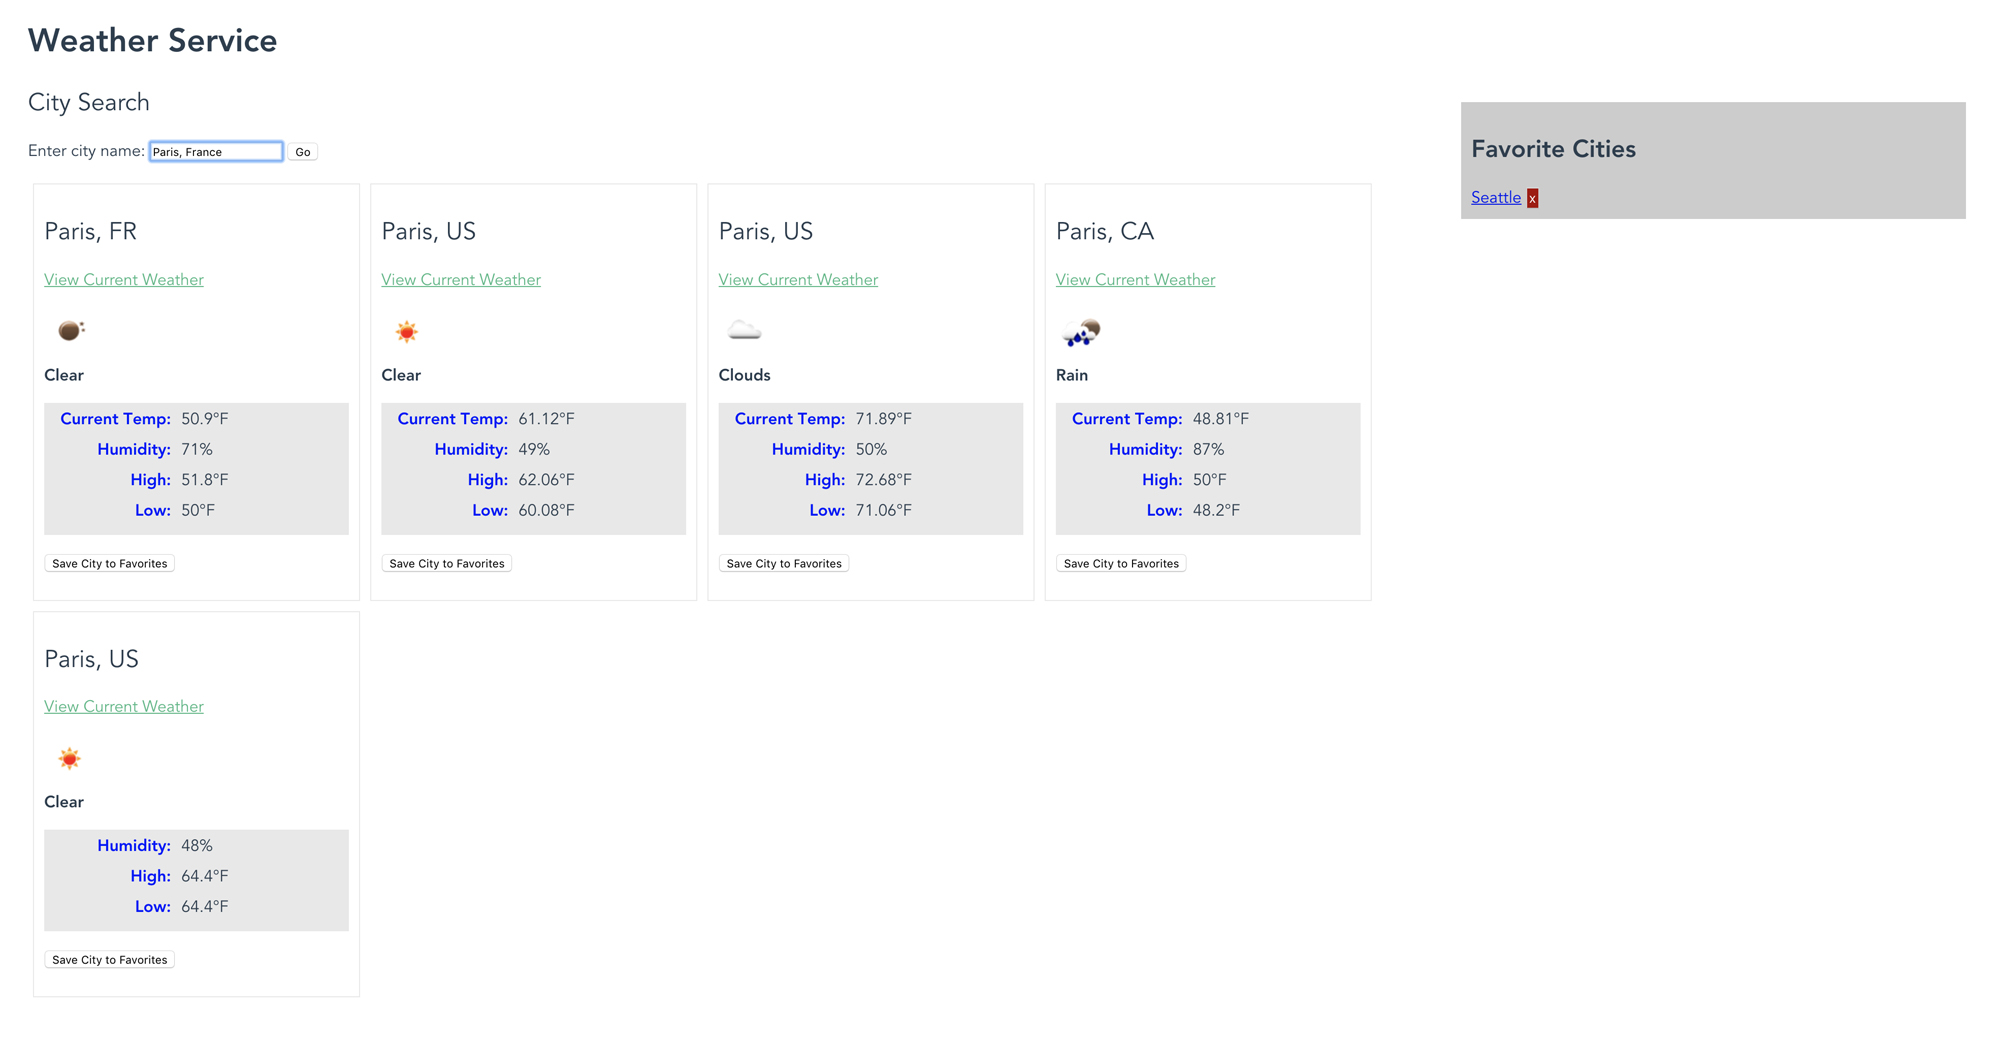 Weather Service
City Search
Enter city name: Paris, France Go
Favorite Cities
Seattle x
Paris, FR
View Current Weather
Clear
Current Temp: 50.9°F
Humidity: 71%
High: 51.8°F
Low: 50°F
Save City to Favorites
Paris, US
View Current Weather
Clear
Current Temp: 61.12°F
Humidity: 49%
High: 62.06°F
Low: 60.08°F
Save City to Favorites
Paris, US
View Current Weather
Clouds
Current Temp: 71.89°F
Humidity: 50%
High: 72.68°F
Low: 71.06°F
Save City to Favorites
Paris, CA
View Current Weather
Rain
Current Temp: 48.81°F
Humidity: 87%
High: 50°F
Low: 48.2°F
Save City to Favorites
Paris, US
View Current Weather
Clear
Humidity: 48%
High: 64.4°F
Low: 64.4°F
Save City to Favorites